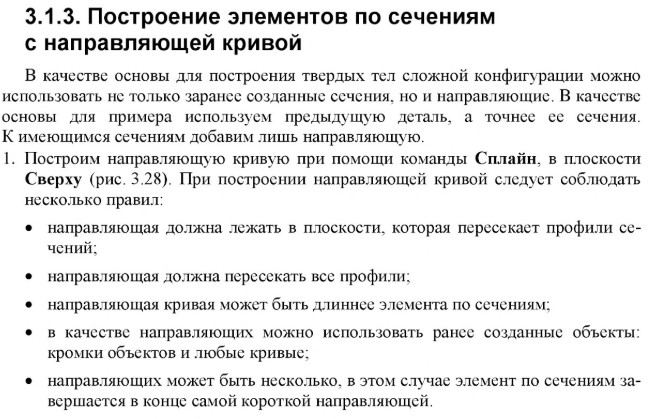 3.1.3. Построение элементов по сечениям
с направляющей кривой
В качестве основы для построения твердых тел сложной конфигурации можно
использовать не только заранее созданные сечения, но и направляющие. В качестве
основы для примера используем предыдущую деталь, а точнее ее сечения.
К имеющимся сечениям добавим лишь направляющую.
1. Построим направляющую кривую при помощи команды Сплайн, в плоскости
Сверху (рис. 3.28). При построении направляющей кривой следует соблюдать
несколько правил:
• направляющая должна лежать в плоскости, которая пересекает профили се-
чений;
• направляющая должна пересекать все профили;
• направляющая кривая может быть длиннее элемента по сечениям;
• в качестве направляющих можно использовать ранее созданные объекты:
кромки объектов и любые кривые;
• направляющих может быть несколько, в этом случае элемент по сечениям за-
вершается в конце самой короткой направляющей.